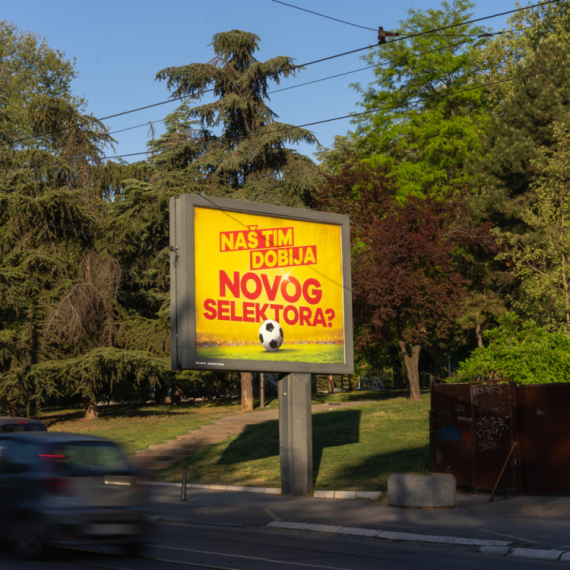 NAŠ TIM
DOBIJA
NOVOG
SELEKTORA?